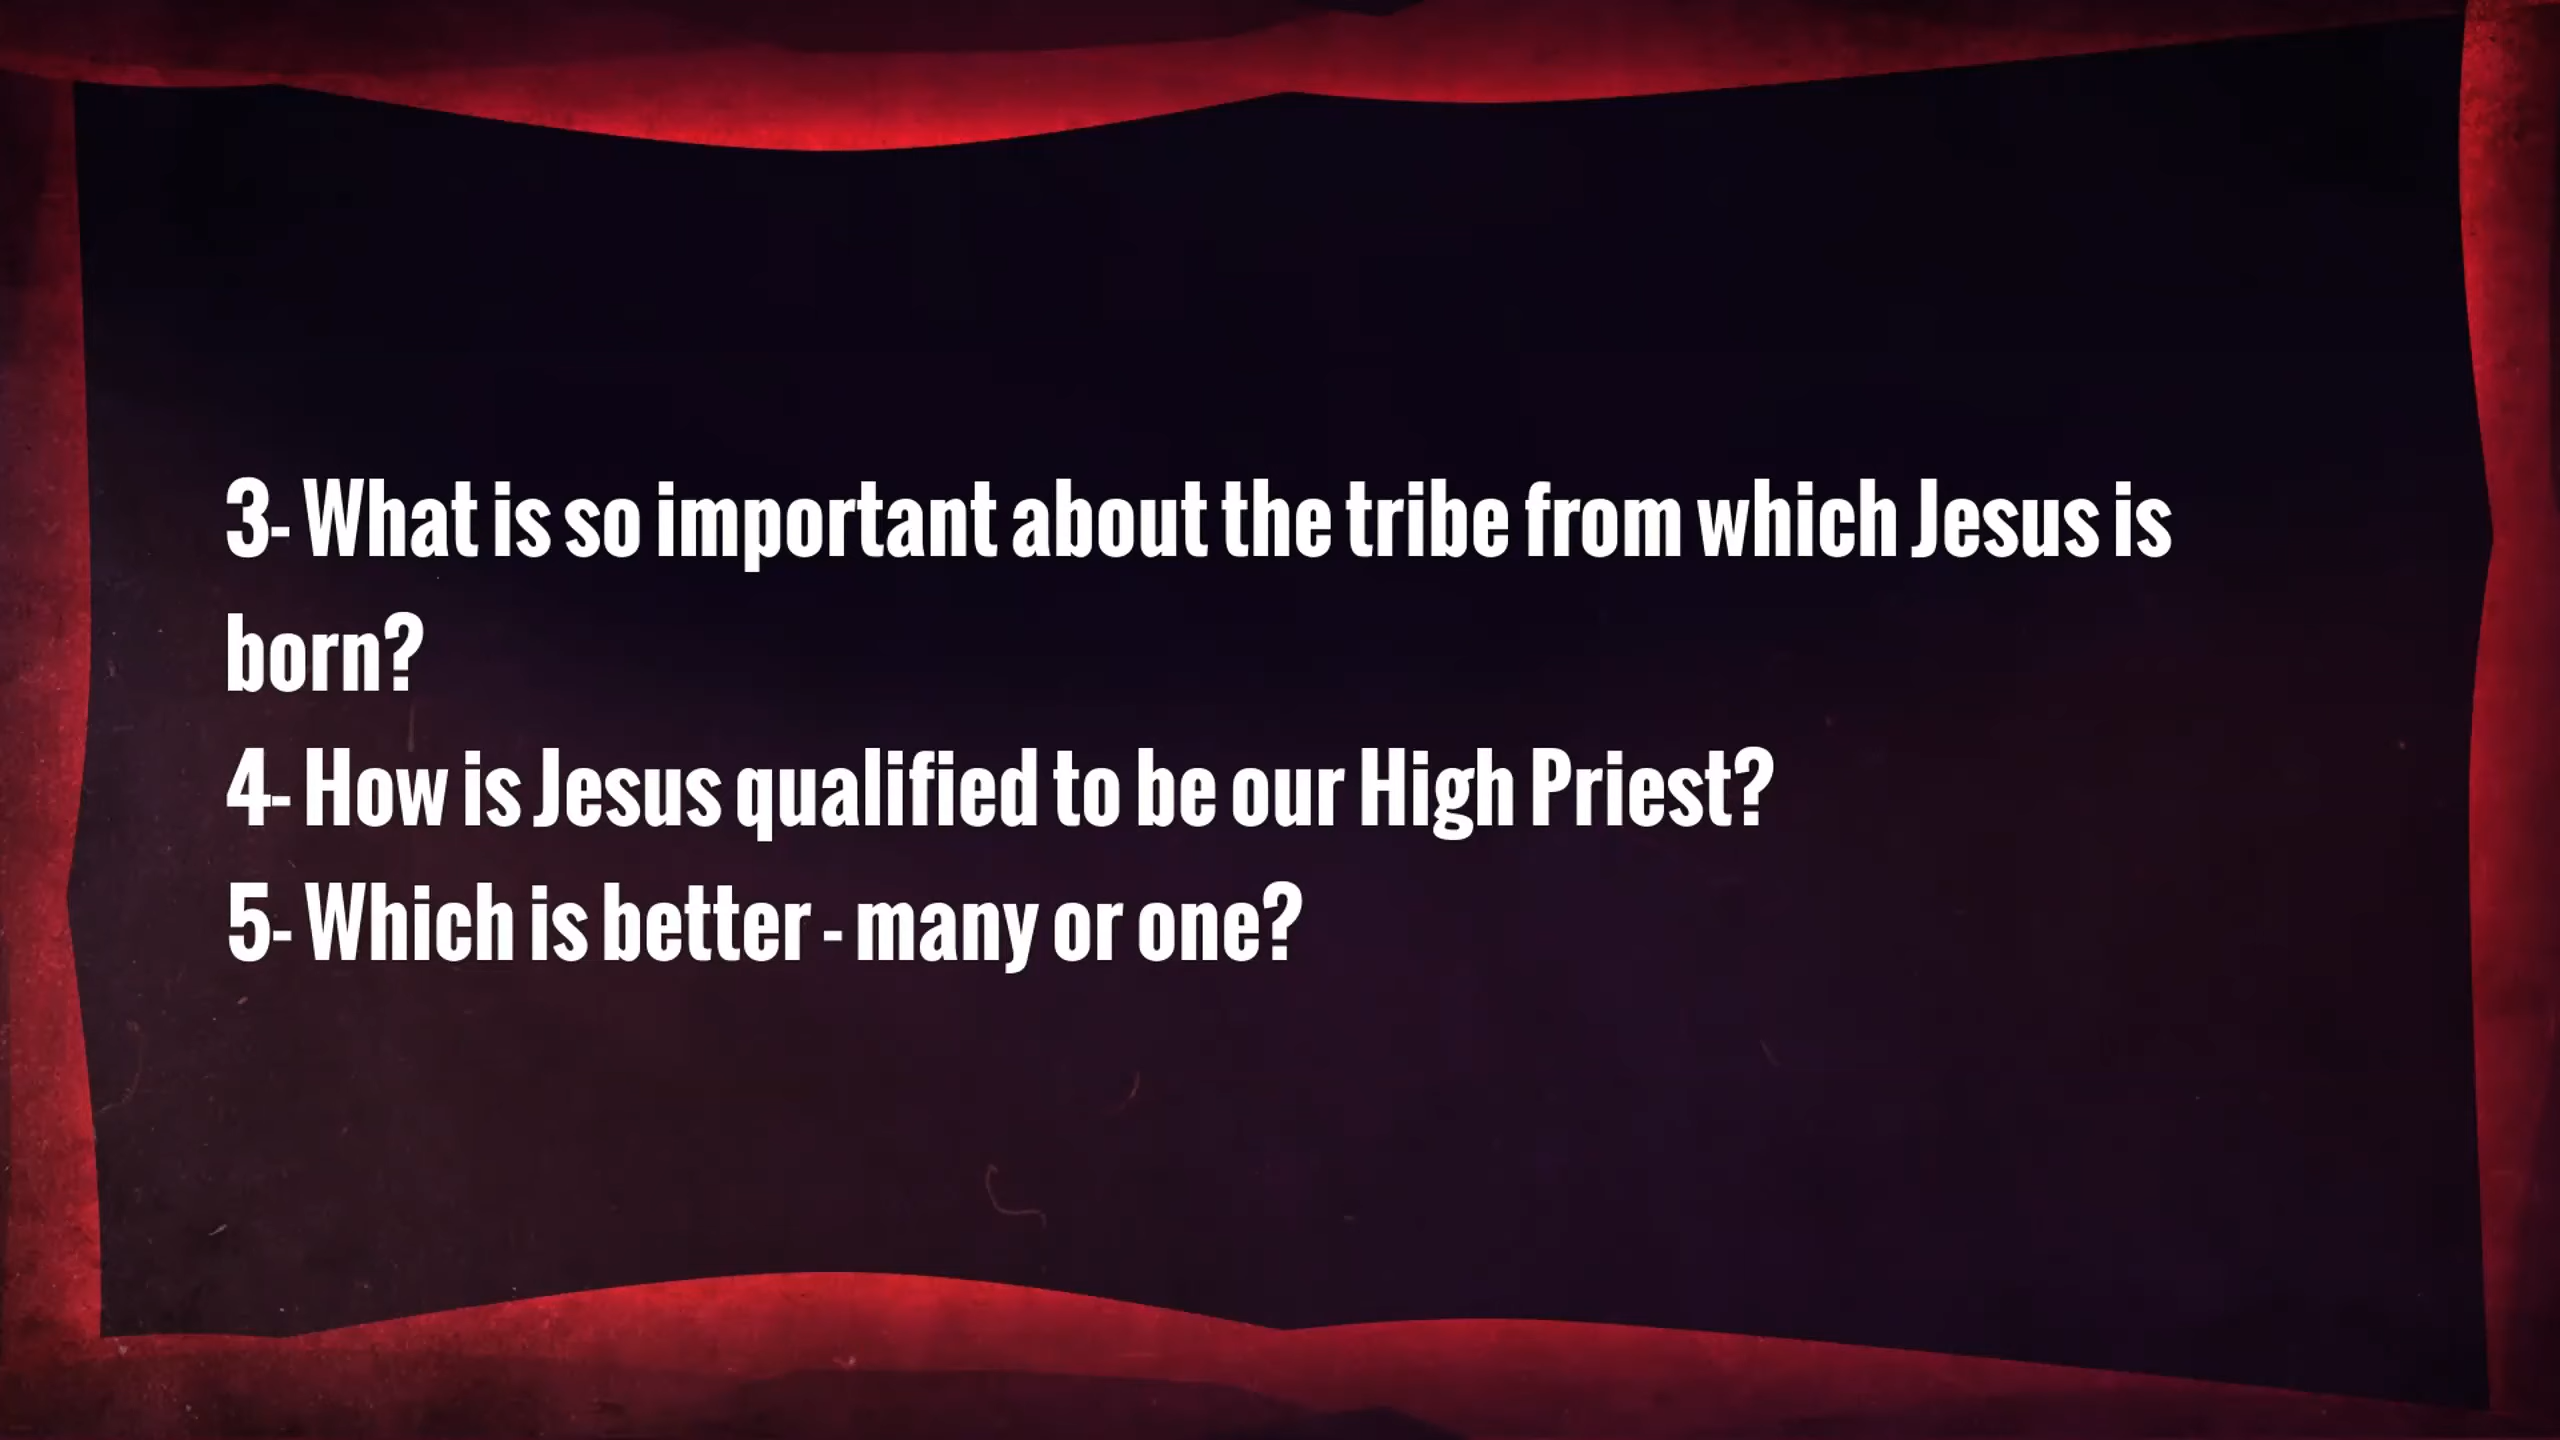 3- What is so important about the tribe from which Jesus is
born?
4- How is Jesus qualified to be our High Priest?
5- Which is better - many or one?